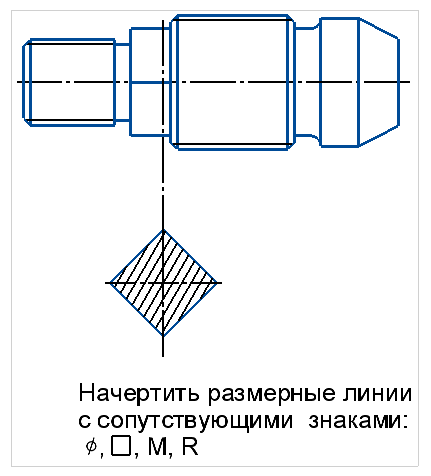 Начертить размерные линии
с сопутствующими знаками:
⌀, □, М, R